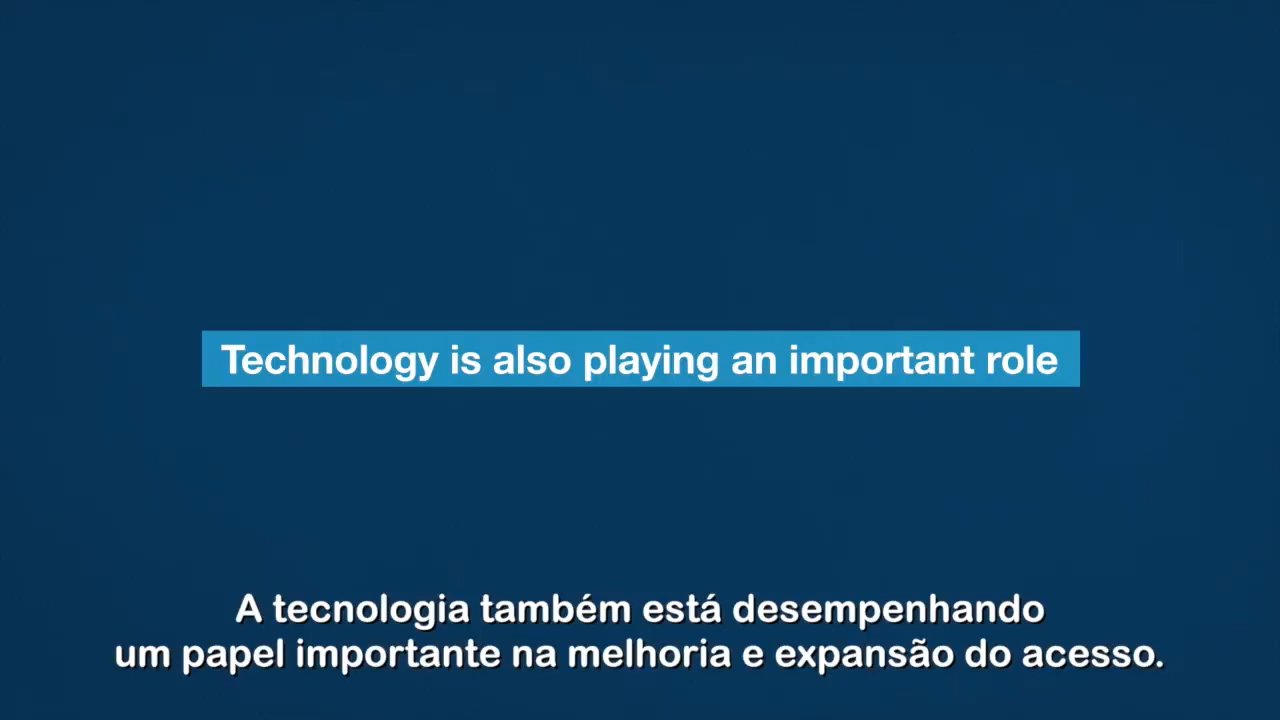 Technology is also playing an important role
A tecnologia também está desempenhando
um papel importante na melhoria e expansão do acesso.